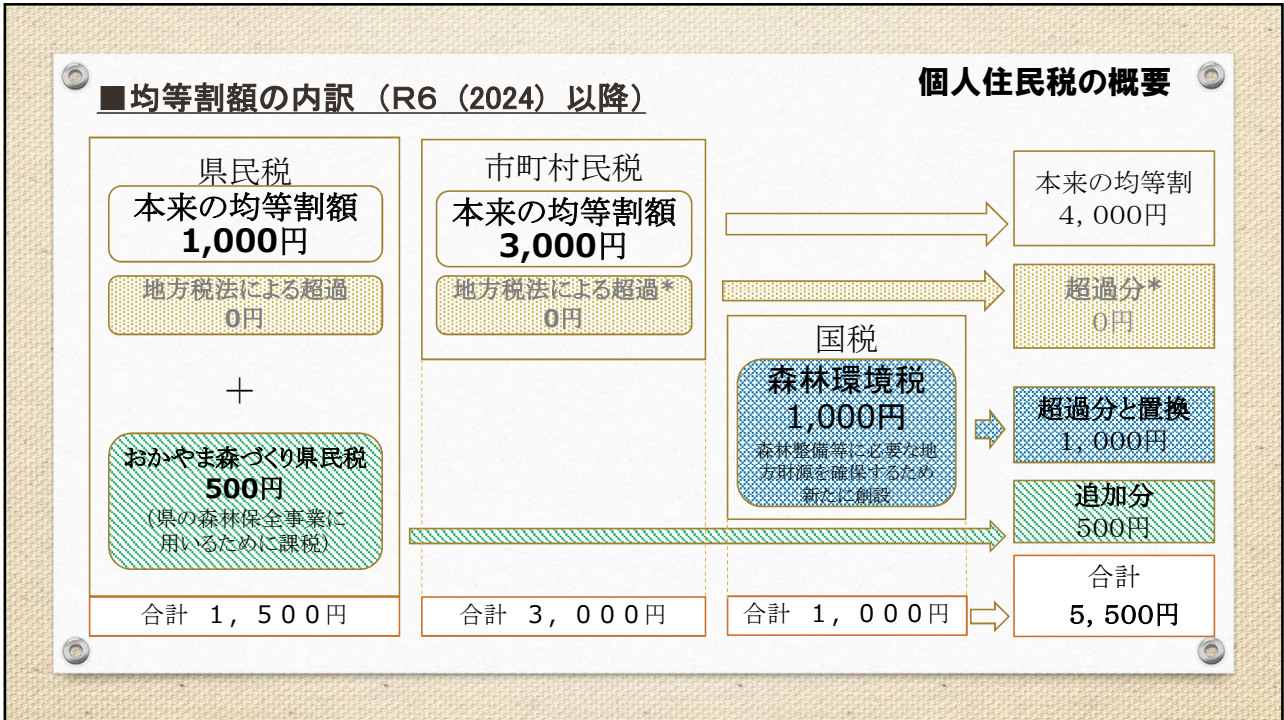 個人住民税の概要
■均等割額の内訳 （R6（2024）以降）
県民税
本来の均等割額
1,000円
地方税法による超過
0円
＋
おかやま森づくり県民税
500円
（県の森林保全事業に
用いるために課税）
合計 １，５００円
市町村民税
本来の均等割額
3,000円
地方税法による超過*
0円
合計 ３，０００円
国税
森林環境税
1,000円
森林整備等に必要な地
方財源を確保するため
新たに創設
合計 １，０００円
本来の均等割
4，000円
超過分*
0円
超過分と置換
1，000円
追加分
500円
合計
5，500円